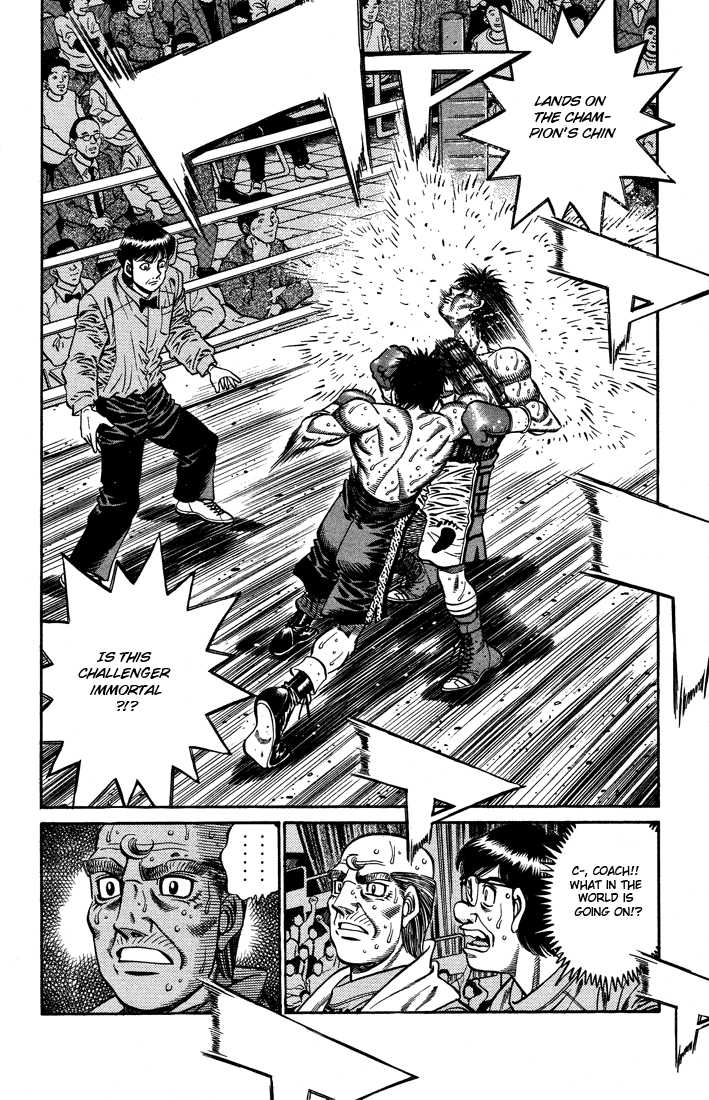 LANDS ON
THE CHAM-
PION'S CHIN
IS THIS
CHALLENGER
IMMORTAL
?!?
C-, COACH!!
WHAT IN THE
WORLD IS
GOING ON!?